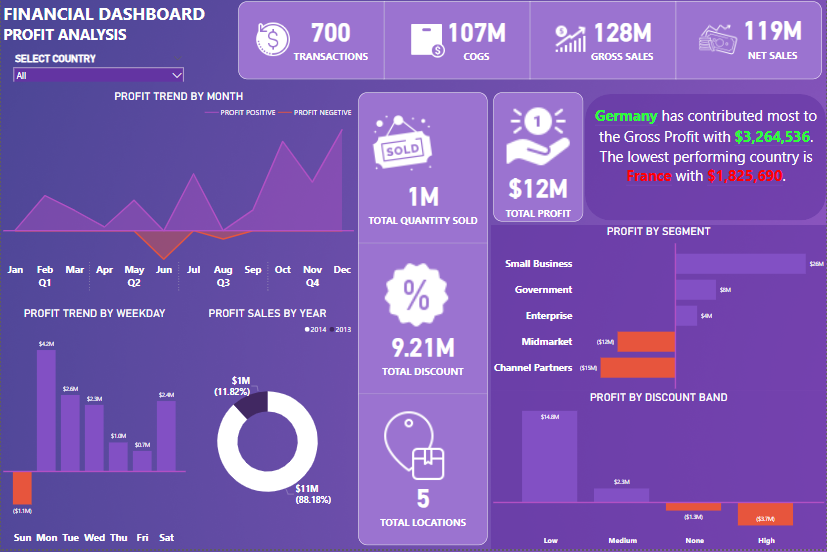 FINANCIAL DASHBOARD
PROFIT ANALYSIS
SELECT COUNTRY
All
700
TRANSACTIONS
$
107M
COGS
$
128M
GROSS SALES
119M
NET SALES
PROFIT TREND BY MONTH
PROFIT POSITIVE PROFIT NEGETIVE
Jan Feb Mar Apr May Jun Jul Aug Sep Oct Nov Dec
Q1 Q2 Q3 Q4
SOLD
1M
TOTAL QUANTITY SOLD
%
9.21M
TOTAL DISCOUNT
5
TOTAL LOCATIONS
1
$12M
TOTAL PROFIT
Germany has contributed most to
the Gross Profit with $3,264,536.
The lowest performing country is
France with $1,825,690.
PROFIT TREND BY WEEKDAY
$4.2M
$2.6M
$2.3M
$1.0M
$0.7M
$2.4M
($1.1M)
Sun Mon Tue Wed Thu Fri Sat
PROFIT SALES BY YEAR
2014 2013
$1M
(11.82%)
$11M
(88.18%)
PROFIT BY SEGMENT
Small Business $26M
Government $8M
Enterprise $4M
Midmarket ($12M)
Channel Partners ($15M)
PROFIT BY DISCOUNT BAND
$14.8M
$2.3M
($1.3M)
($3.7M)
Low Medium None High